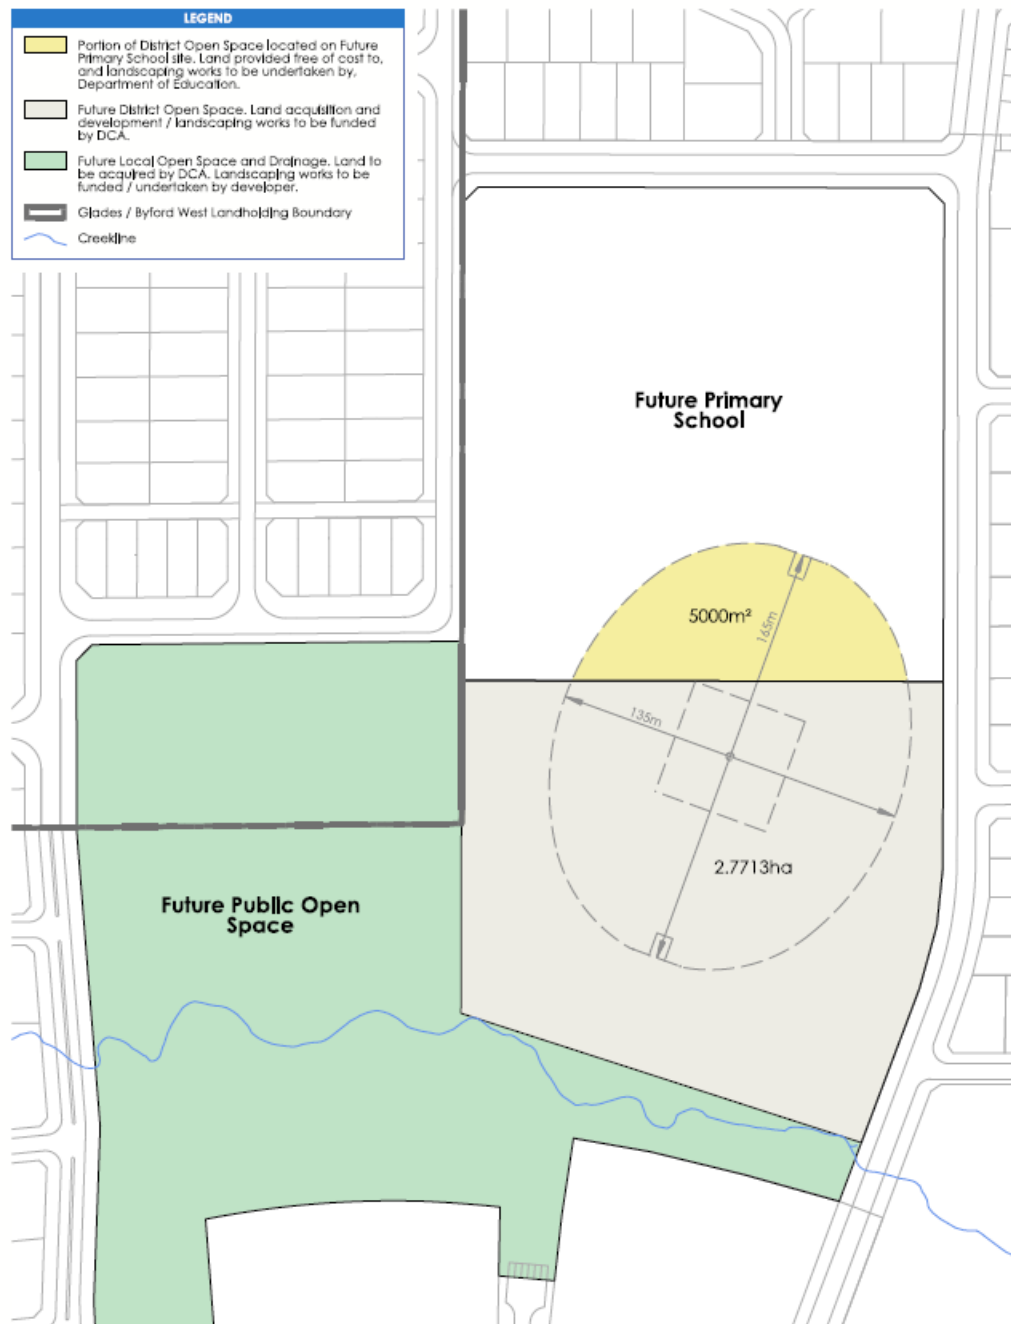 LEGEND
Portion of District Open Space located on Future
Primary School site. Land provided free of cost to,
and landscaping works to be undertaken by,
Department of Education.
Future District Open Space. Land acquisition and
development / landscaping works to be funded
by DCA.
Future Local Open Space and Drainage. Land to
be acquired by DCA. Landscaping works to be
funded / undertaken by developer.
Glades / Byford West Landholding Boundary
Creekline
Future Primary
School
5000m²
165m
135m
2.7713ha
Future Public Open
Space